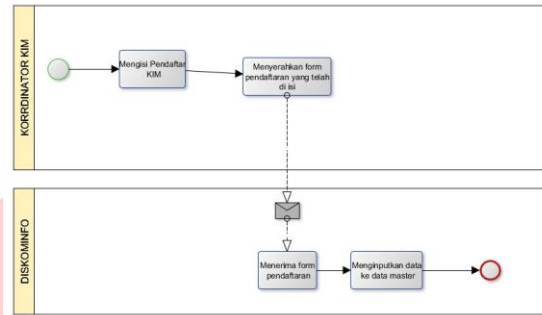 KORRDINATOR KIM
Mengisi Pendaftar
KIM
Menyerahkan form
pendaftaran yang telah
di isi
DISKOMINFO
Menerima form
pendaftaran
Menginputkan data
ke data master